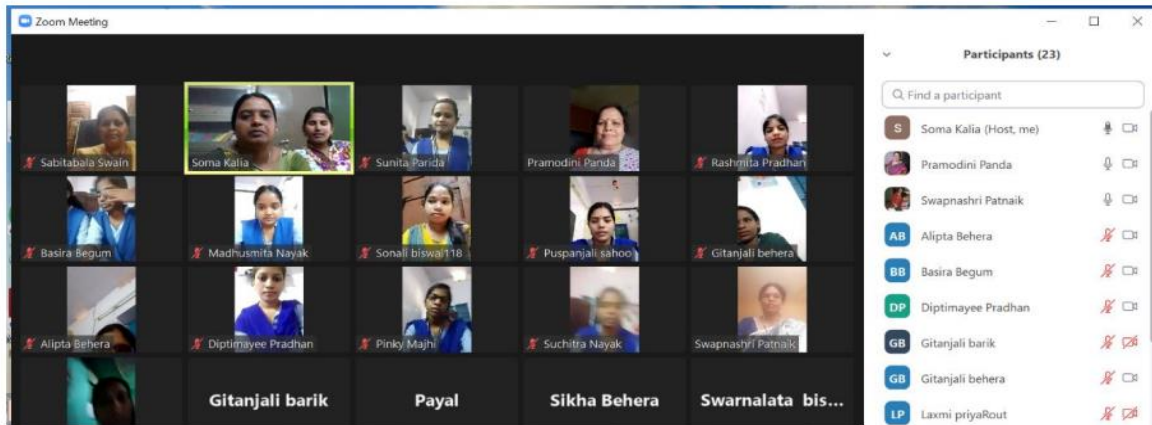 Zoom Meeting
Participants (23)
Find a participant
Sabitabala Swain
Soma Kalia
Sunita Parida
Pramodini Panda
Rashmita Pradhan
Basira Begum
Madhusmita Nayak
Sonali biswal118
Puspanjali sahoo
Gitanjali behera
Alipta Behera
Diptimayee Pradhan
Pinky Majhi
Suchitra Nayak
Swapnashri Patnaik
Gitanjali barik
Payal
Sikha Behera
Swarnalata bis...
S
Soma Kalia (Host, me)
Pramodini Panda
Swapnashri Patnaik
AB
Alipta Behera
BB
Basira Begum
DP
Diptimayee Pradhan
GB
Gitanjali barik
GB
Gitanjali behera
LP
Laxmi priyaRout